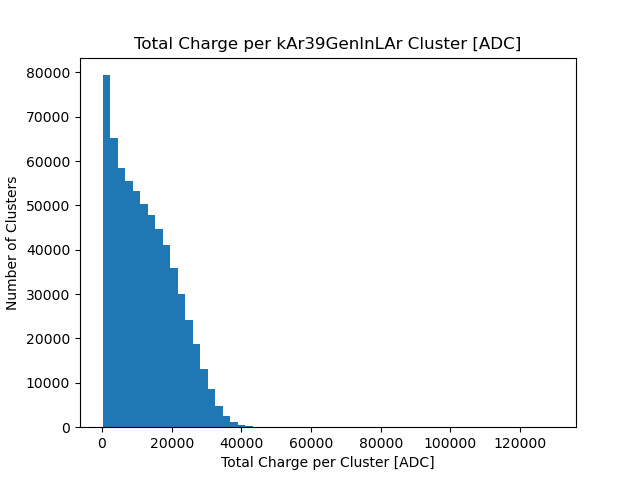 Total Charge per kAr39GenInLAr Cluster [ADC]
80000
70000
60000
50000
40000
30000
20000
10000
0
Number of Clusters
0 20000 40000 60000 80000 100000 120000
Total Charge per Cluster [ADC]